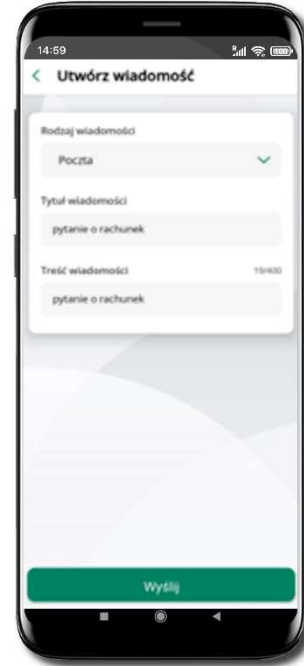 14:59
Utwórz wiadomość
Rodzaj wiadomości
Poczta
Tytuł wiadomości
pytanie o rachunek
Treść wiadomości 19/400
pytanie o rachunek
Wyślij